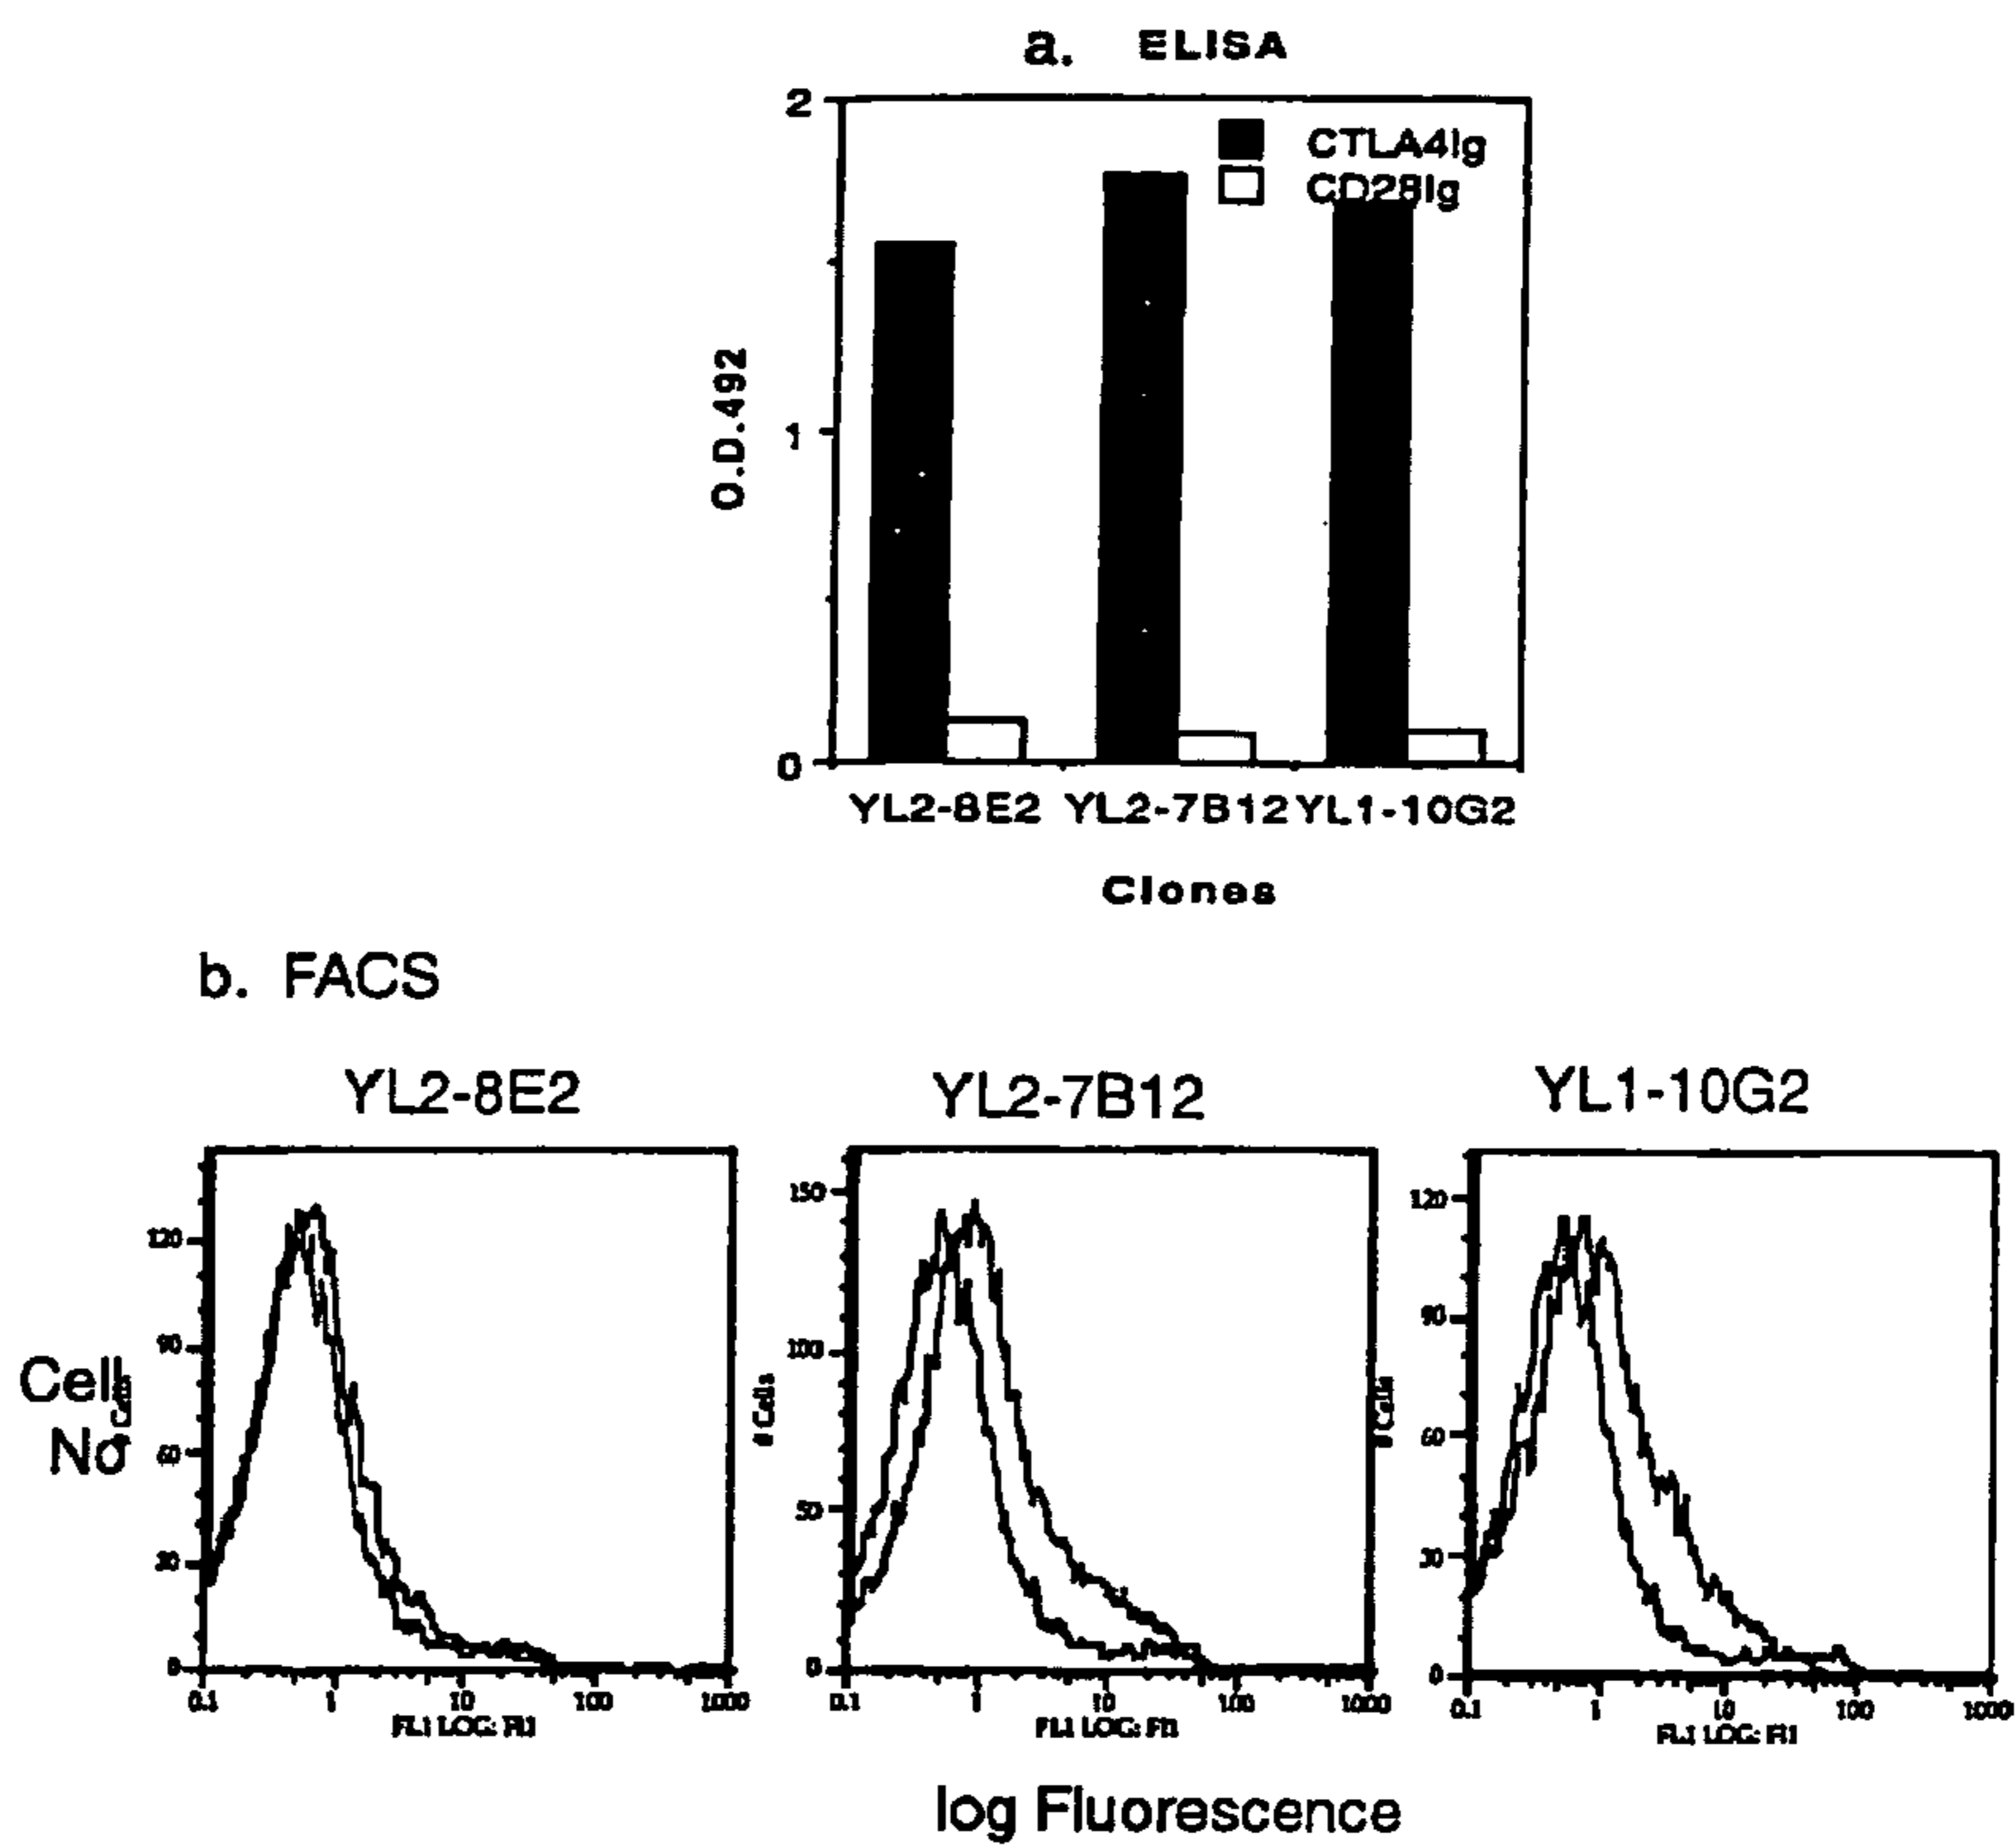 a. ELISA
2
CTLA4Ig
CD28Ig
O.D.492
1
0
YL2-8E2 YL2-7B12 YL1-10G2
Clones
b. FACS
YL2-8E2 YL2-7B12 YL1-10G2
120
90
60
30
0
Cell
No
0.1 1 10 100 1000
FL1 LOG:
# Cells
150
100
50
0
0.1 1 10 100 1000
FL1 LOG:
# Cells
120
90
60
30
0
0.1 1 10 100 1000
FL1 LOG:
log Fluorescence